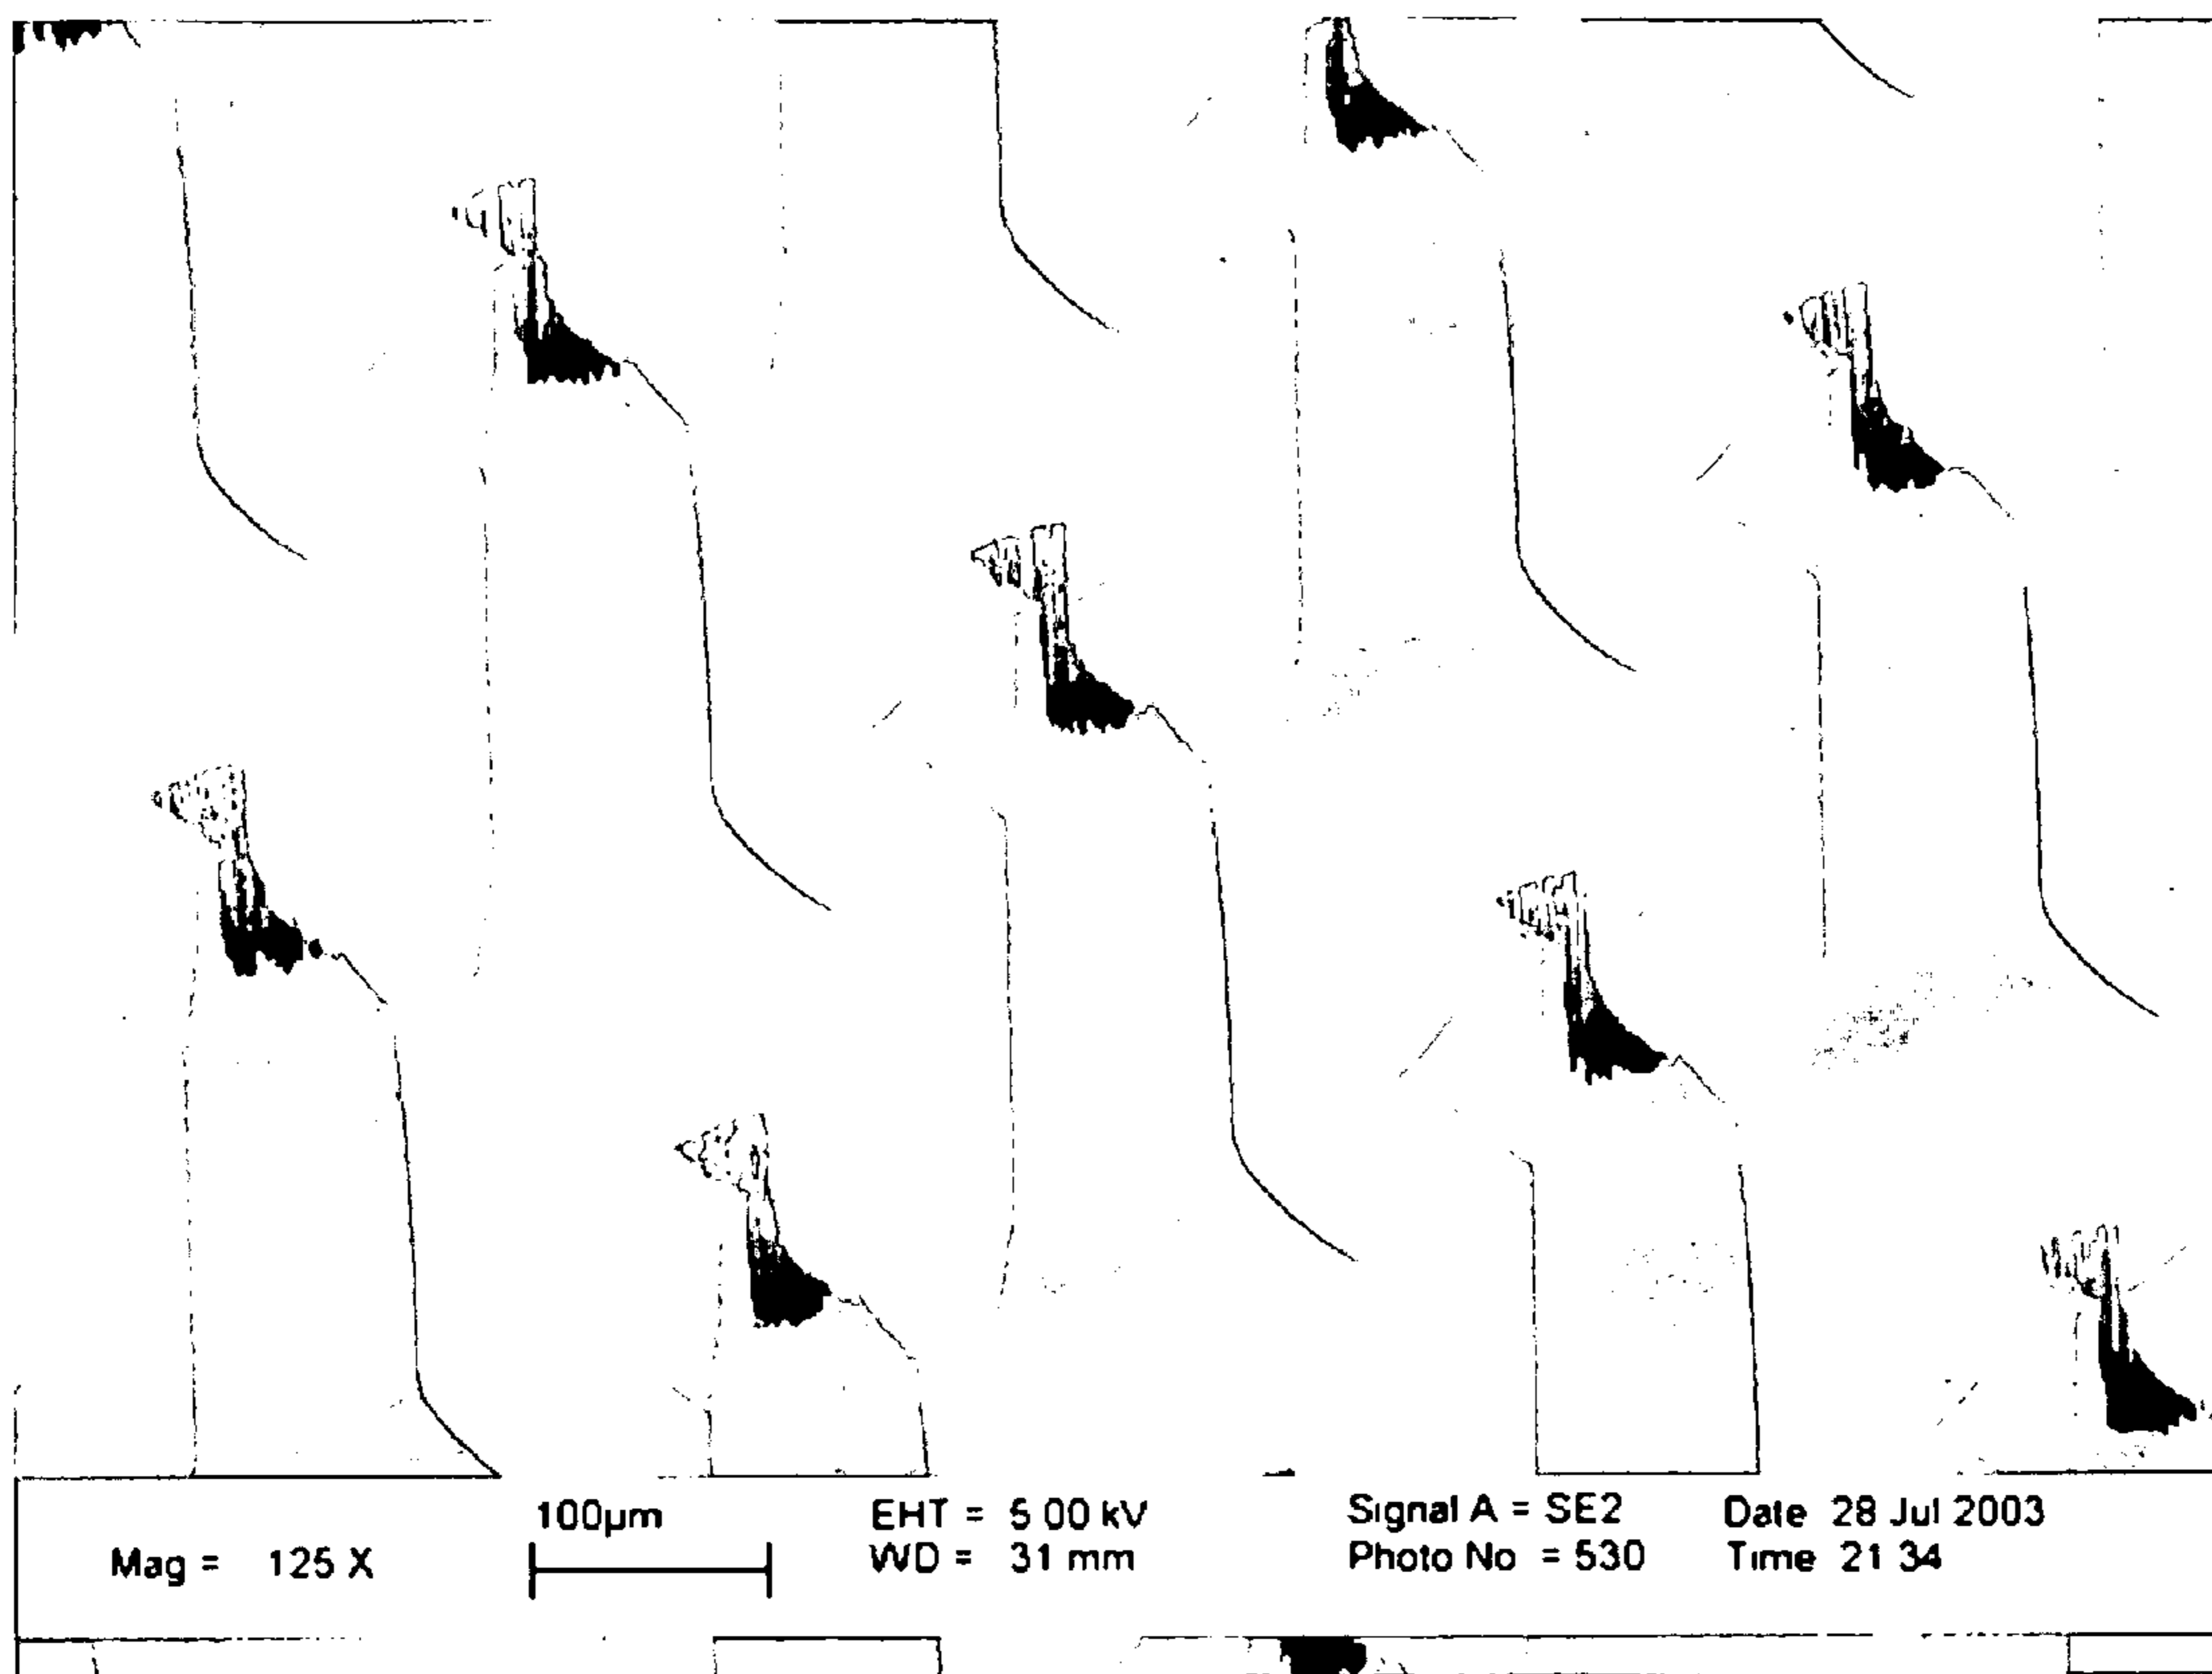 100µm
EHT = 5 00 kV
Signal A = SE2
Date 28 Jul 2003
Mag = 125 X
WD = 31 mm
Photo No = 530
Time 21 34